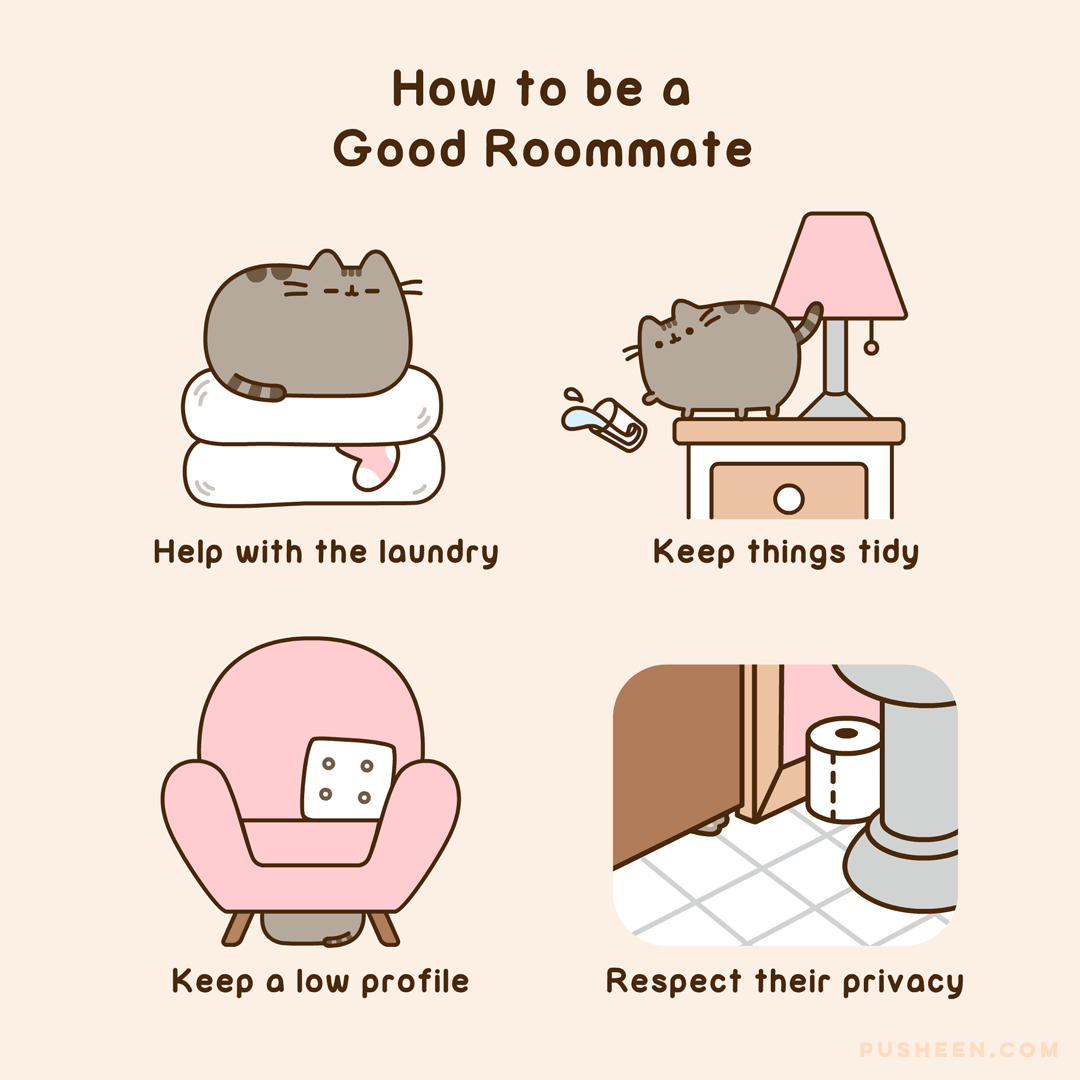 How to be a
Good Roommate
Help with the laundry
Keep things tidy
Keep a low profile
Respect their privacy
PUSHEEN.COM